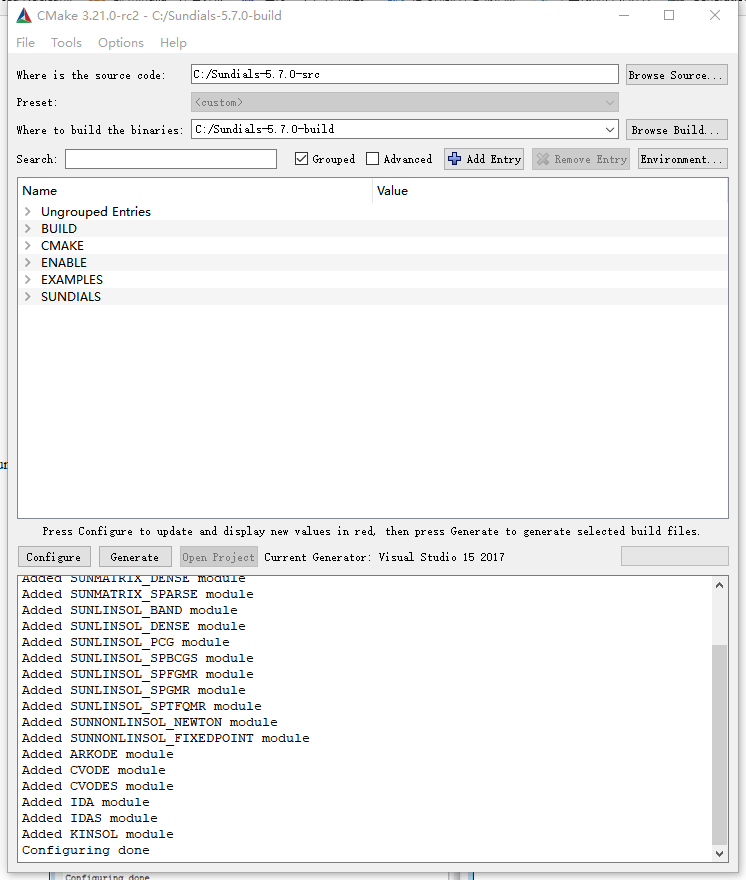 CMake 3.21.0-rc2 - C:/Sundials-5.7.0-build
File Tools Options Help
Where is the source code: C:/Sundials-5.7.0-src Browse Source...
Preset: <custom>
Where to build the binaries: C:/Sundials-5.7.0-build Browse Build...
Search: Grouped Advanced Add Entry Remove Entry Environment...
Name Value
Ungrouped Entries
BUILD
CMAKE
ENABLE
EXAMPLES
SUNDIALS
Press Configure to update and display new values in red, then press Generate to generate selected build files.
Configure Generate Open Project Current Generator: Visual Studio 15 2017
Added SUNMATRIX_DENSE module
Added SUNMATRIX_SPARSE module
Added SUNLINSOL_BAND module
Added SUNLINSOL_DENSE module
Added SUNLINSOL_PCG module
Added SUNLINSOL_SPBCGS module
Added SUNLINSOL_SPFGMR module
Added SUNLINSOL_SPGMR module
Added SUNLINSOL_SPTFQMR module
Added SUNNONLINSOL_NEWTON module
Added SUNNONLINSOL_FIXEDPOINT module
Added ARKODE module
Added CVODE module
Added CVODES module
Added IDA module
Added IDAS module
Added KINSOL module
Configuring done
Configuring done